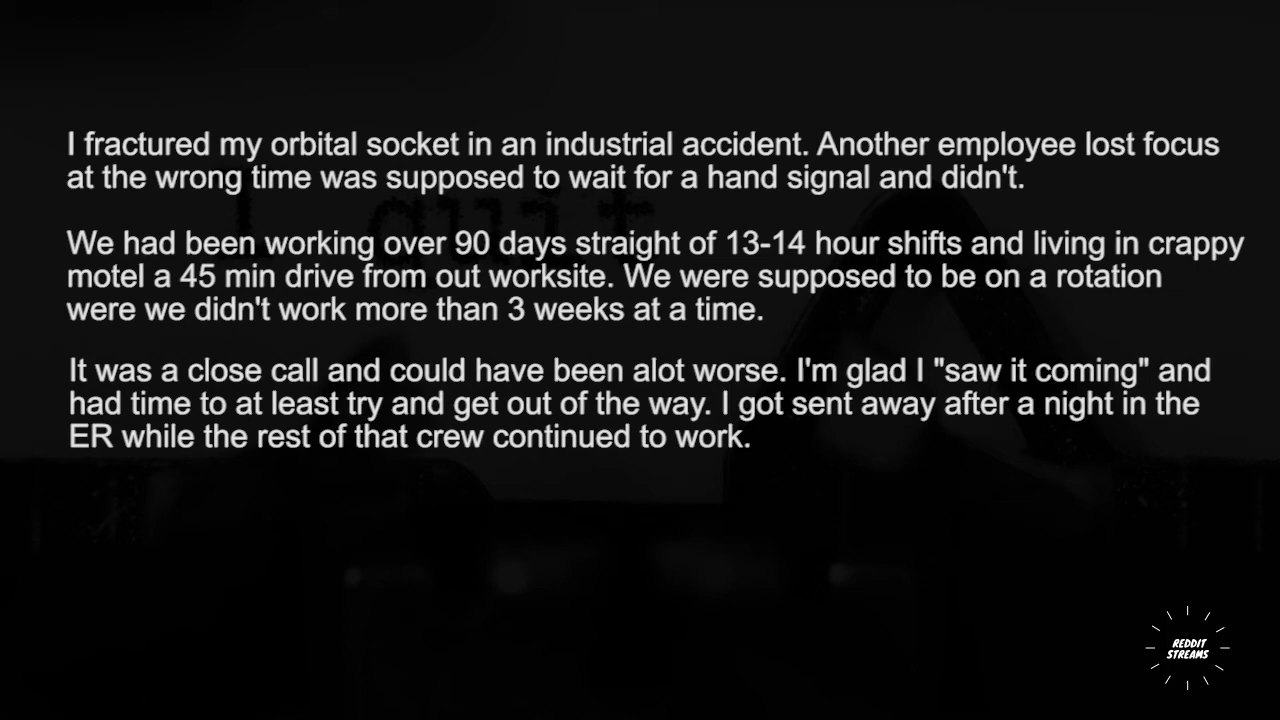 I fractured my orbital socket in an industrial accident. Another employee lost focus
at the wrong time was supposed to wait for a hand signal and didn't.
We had been working over 90 days straight of 13-14 hour shifts and living in crappy
motel a 45 min drive from out worksite. We were supposed to be on a rotation
were we didn't work more than 3 weeks at a time.
It was a close call and could have been alot worse. I'm glad I "saw it coming" and
had time to at least try and get out of the way. I got sent away after a night in the
ER while the rest of that crew continued to work.
I quit
REDDIT
STREAMS